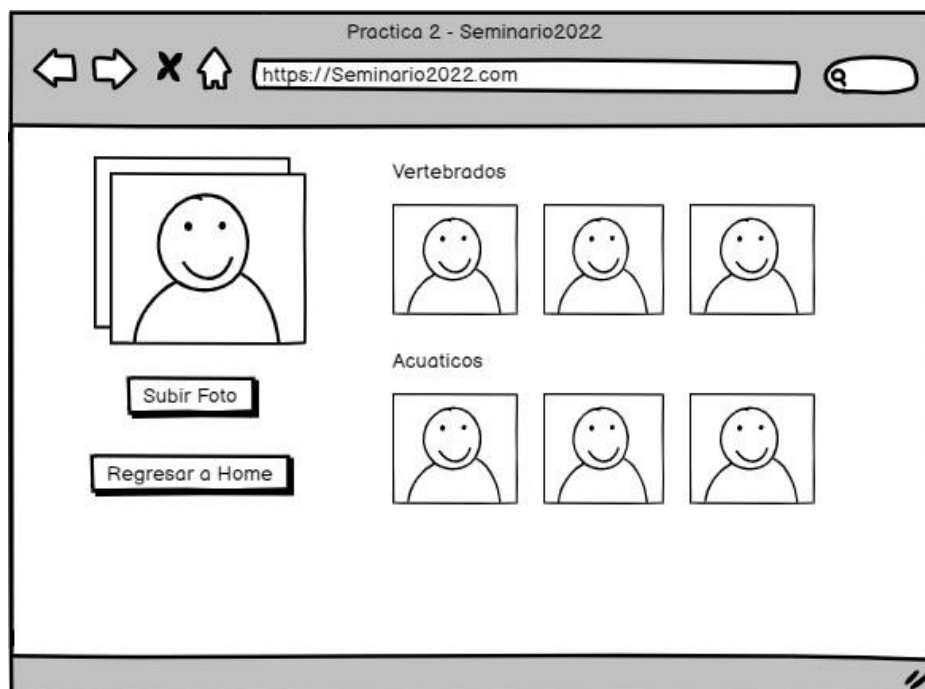 Practica 2 - Seminario2022
https://Seminario2022.com
Vertebrados
Subir Foto
Regresar a Home
Acuaticos